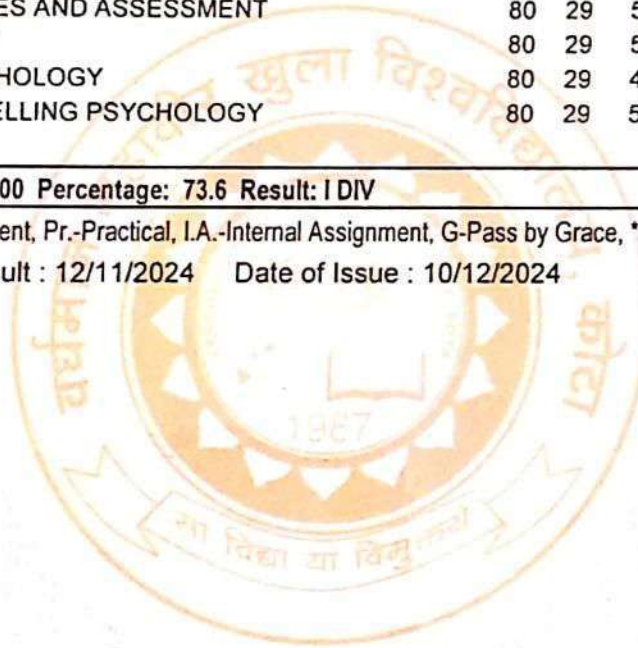 ES AND ASSESSMENT 80 29 5
80 29 5
HOLOGY 80 29 4
ELLING PSYCHOLOGY 80 29 5
00 Percentage: 73.6 Result: I DIV
ent, Pr.-Practical, I.A.-Internal Assignment, G-Pass by Grace, *
ult : 12/11/2024 Date of Issue : 10/12/2024
खुला विश्वविद्यालय, कोटा
1987
सा विद्या या विमुक्तये